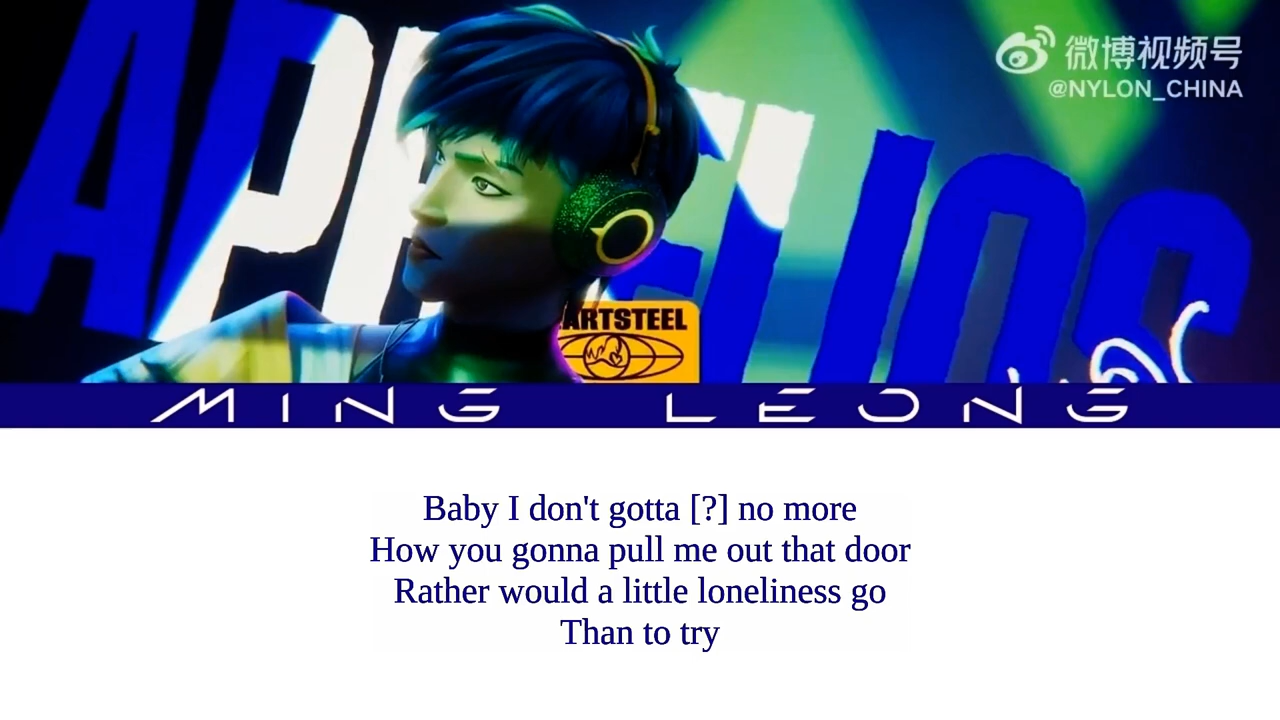 微博视频号
@NYLON_CHINA
APHELIOS
ARTSTEEL
MING LEONG
Baby I don't gotta [?] no more
How you gonna pull me out that door
Rather would a little loneliness go
Than to try